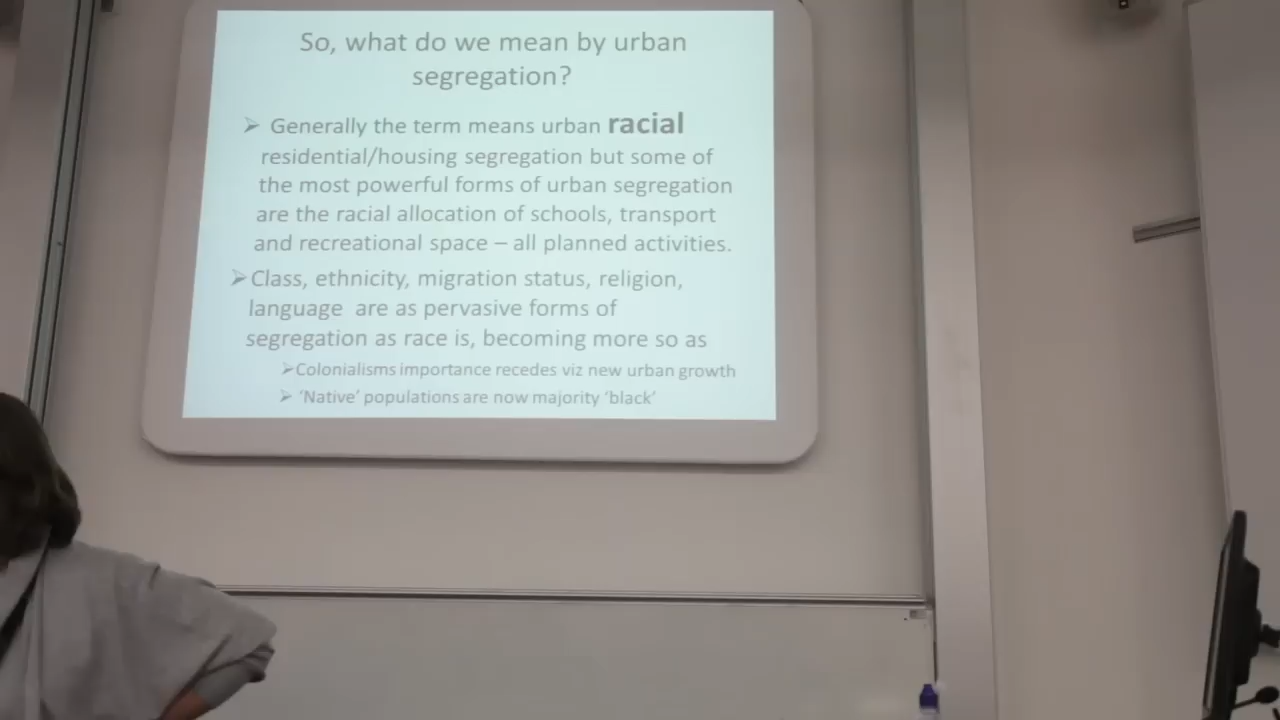 So, what do we mean by urban
segregation?
➢ Generally the term means urban racial
residential/housing segregation but some of
the most powerful forms of urban segregation
are the racial allocation of schools, transport
and recreational space – all planned activities.
➢Class, ethnicity, migration status, religion,
language  are as pervasive forms of
segregation as race is, becoming more so as
➢Colonialisms importance recedes viz new urban growth
➢ ‘Native’ populations are now majority ‘black’